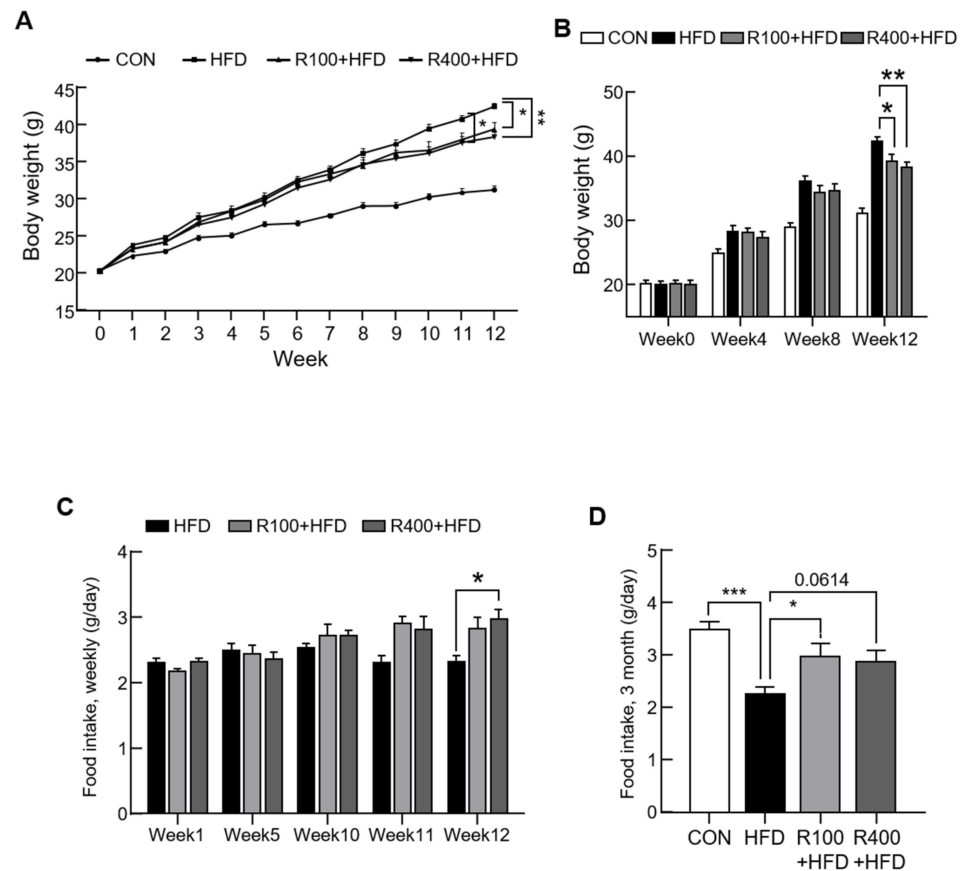 A
CON HFD R100+HFD R400+HFD
Body weight (g)
45
40
35
30
25
20
15
* * **
0 1 2 3 4 5 6 7 8 9 10 11 12
Week
B
CON HFD R100+HFD R400+HFD
Body weight (g)
50
40
30
20
**
*
Week0 Week4 Week8 Week12
C
HFD R100+HFD R400+HFD
Food intake, weekly (g/day)
4
3
2
1
0
*
Week1 Week5 Week10 Week11 Week12
D
Food intake, 3 month (g/day)
5
4
3
2
1
0
0.0614
*** *
CON HFD R100 R400
+HFD +HFD